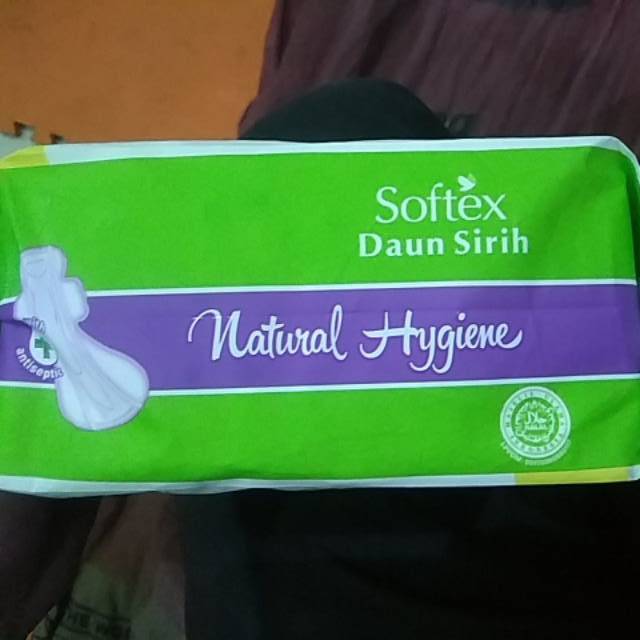 Softex
Daun Sirih
Natural Hygiene
antiseptic